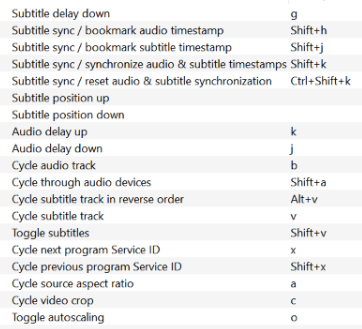 Subtitle delay down g
Subtitle sync / bookmark audio timestamp Shift+h
Subtitle sync / bookmark subtitle timestamp Shift+j
Subtitle sync / synchronize audio & subtitle timestamps Shift+k
Subtitle sync / reset audio & subtitle synchronization Ctrl+Shift+k
Subtitle position up
Subtitle position down
Audio delay up k
Audio delay down j
Cycle audio track b
Cycle through audio devices Shift+a
Cycle subtitle track in reverse order Alt+v
Cycle subtitle track v
Toggle subtitles Shift+v
Cycle next program Service ID x
Cycle previous program Service ID Shift+x
Cycle source aspect ratio a
Cycle video crop c
Toggle autoscaling o